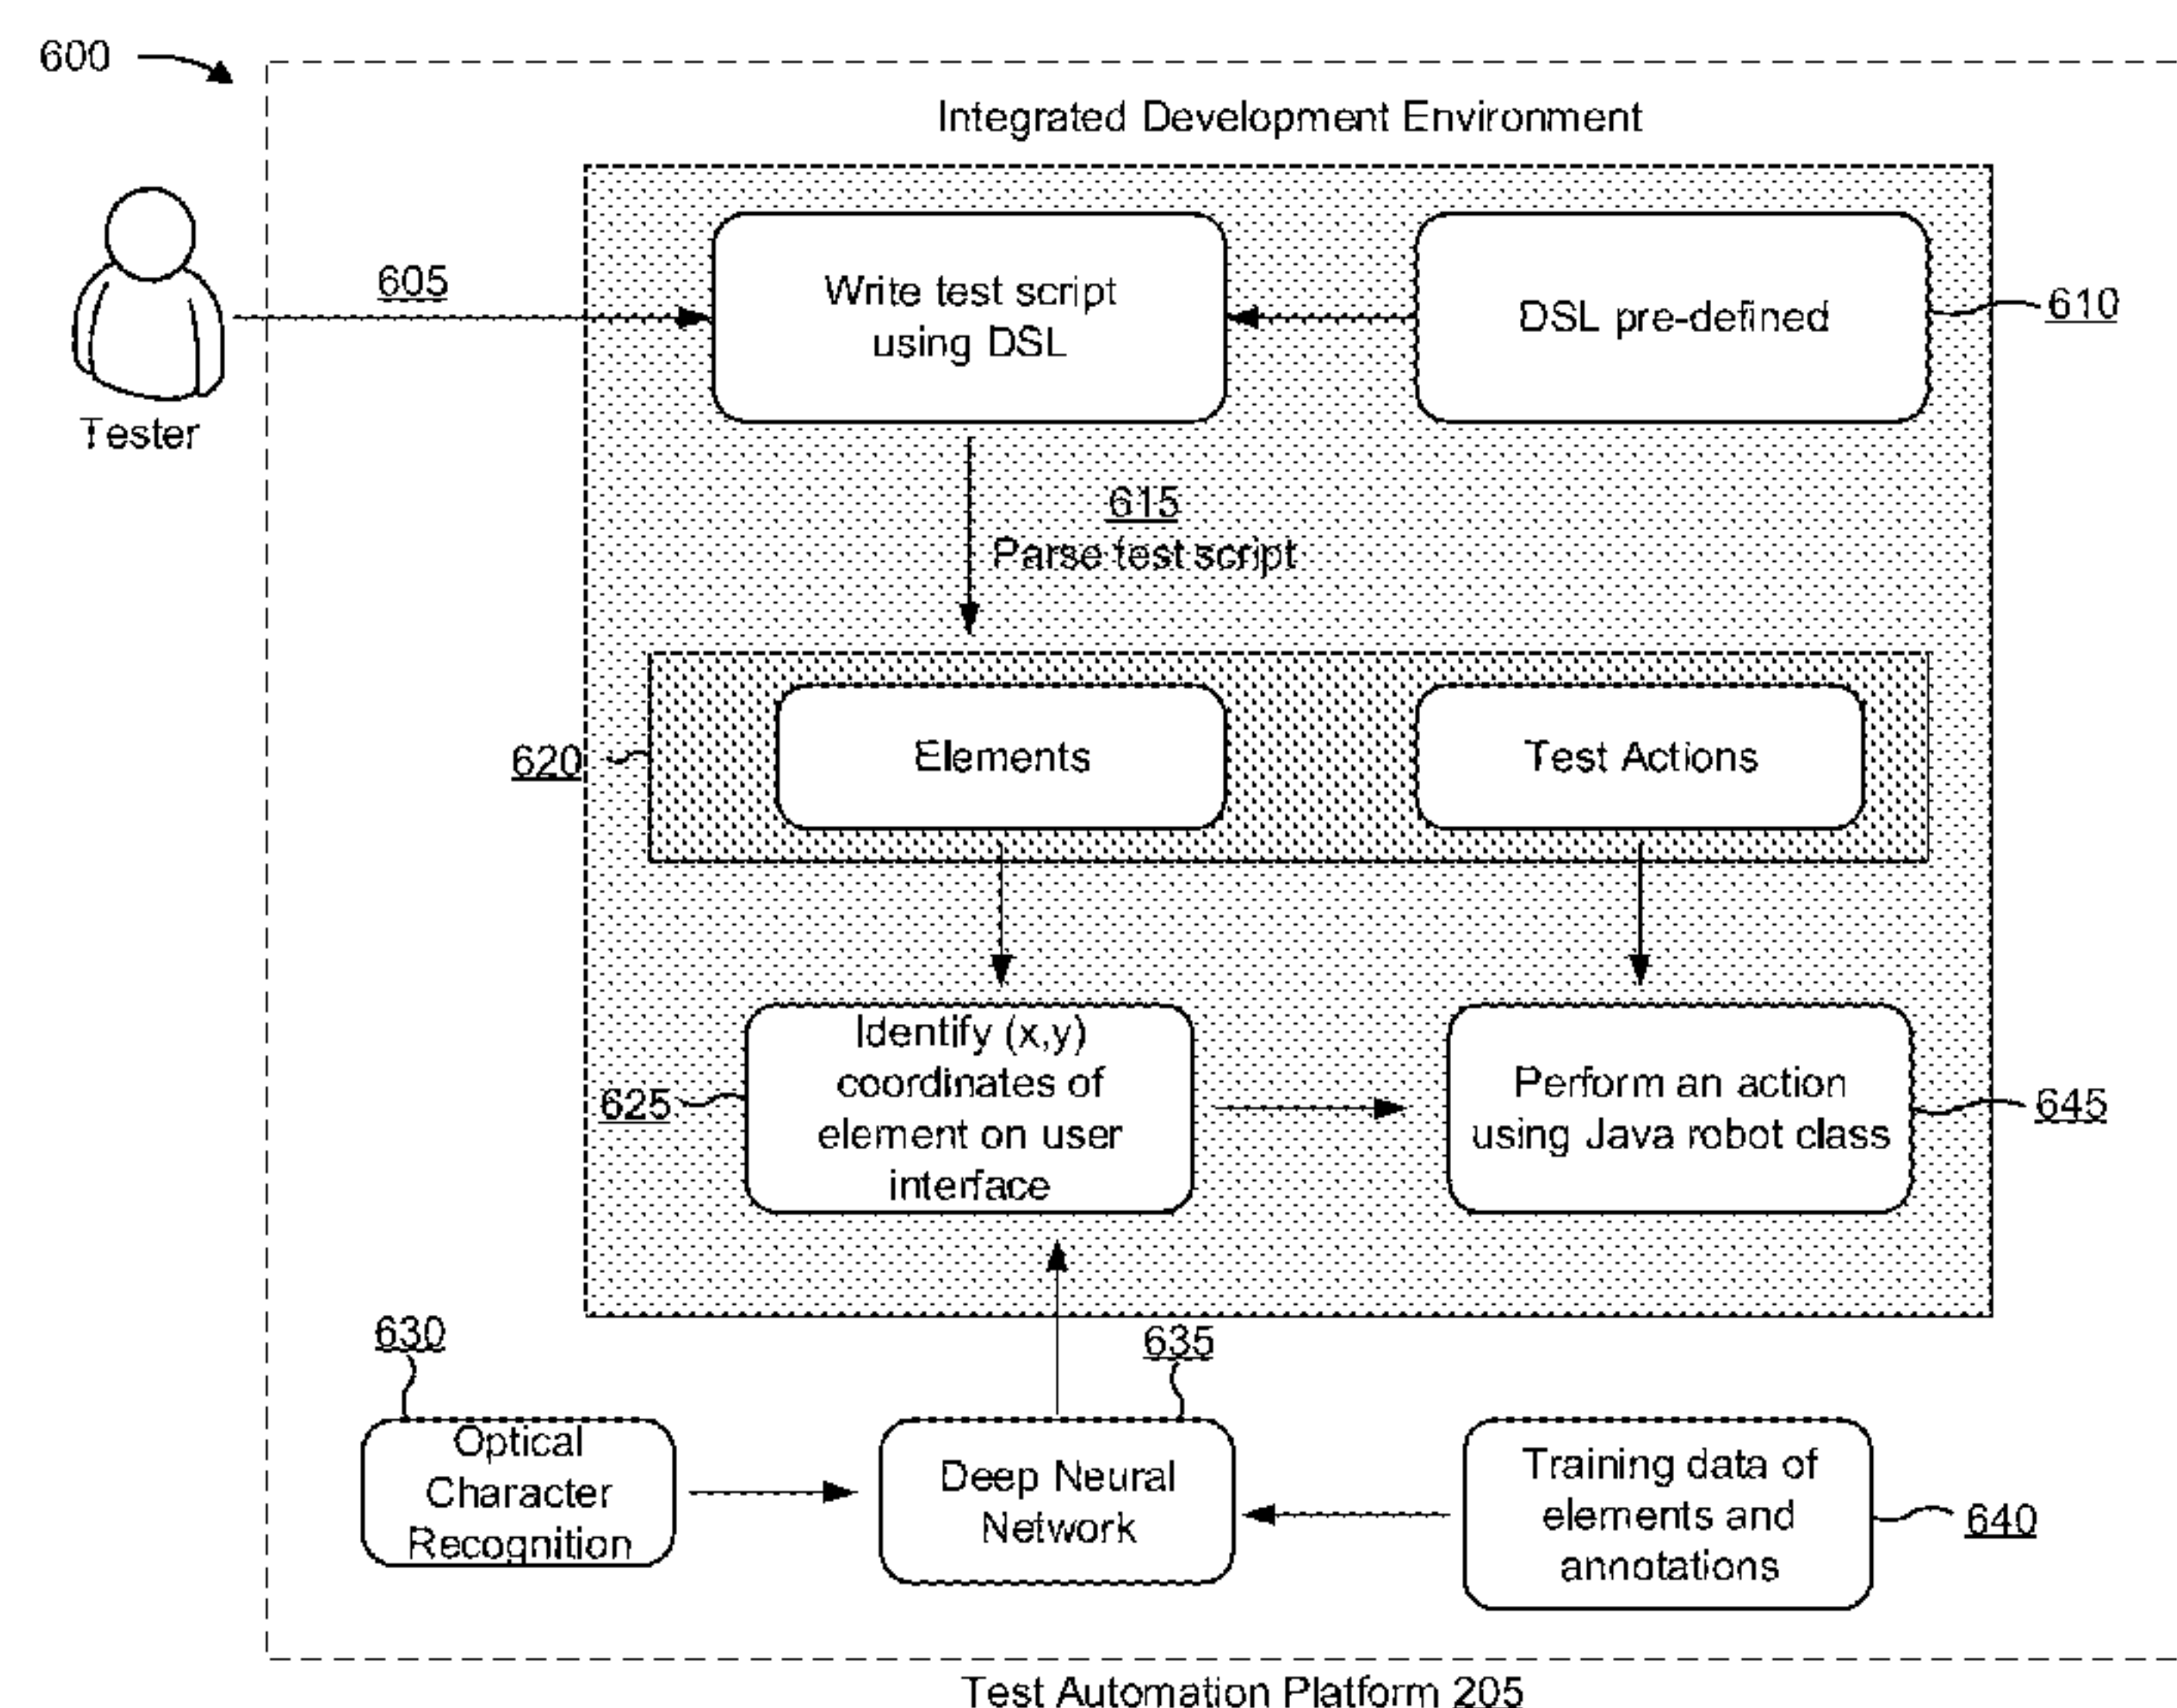 600
Integrated Development Environment
605
Write test script
using DSL
DSL pre-defined
610
Tester
615
Parse test script
620
Elements
Test Actions
625
Identify (x,y)
coordinates of
element on user
interface
Perform an action
using Java robot class
645
630
635
Optical
Character
Recognition
Deep Neural
Network
Training data of
elements and
annotations
640
Test Automation Platform 205